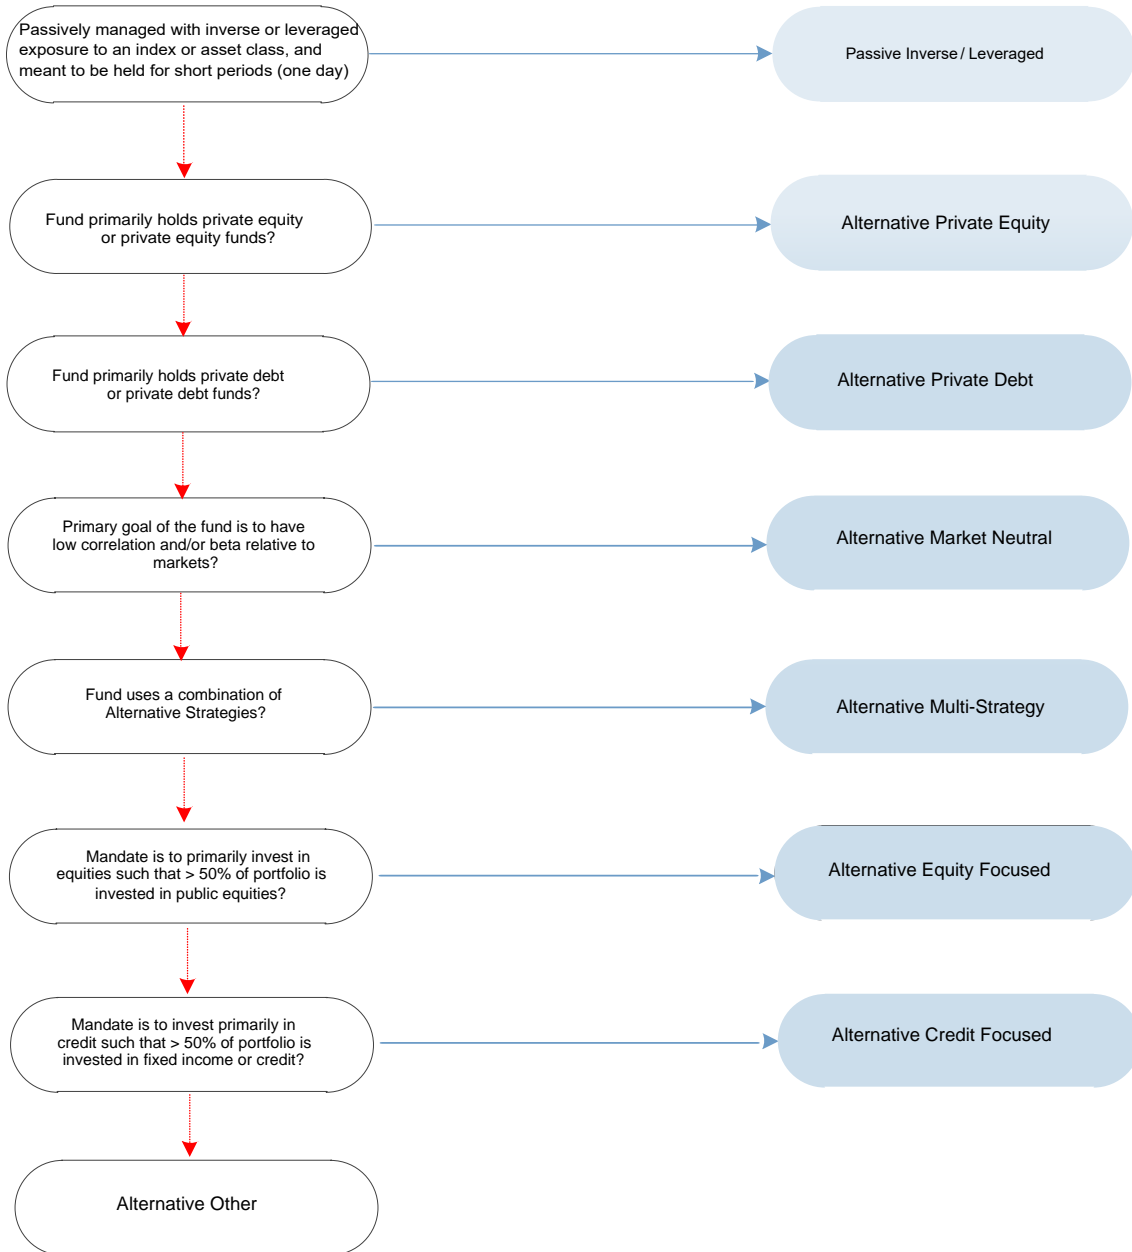 Passively managed with inverse or leveraged
exposure to an index or asset class, and
meant to be held for short periods (one day)
Passive Inverse / Leveraged
Fund primarily holds private equity
or private equity funds?
Alternative Private Equity
Fund primarily holds private debt
or private debt funds?
Alternative Private Debt
Primary goal of the fund is to have
low correlation and/or beta relative to
markets?
Alternative Market Neutral
Fund uses a combination of
Alternative Strategies?
Alternative Multi-Strategy
Mandate is to primarily invest in
equities such that > 50% of portfolio is
invested in public equities?
Alternative Equity Focused
Mandate is to invest primarily in
credit such that > 50% of portfolio is
invested in fixed income or credit?
Alternative Credit Focused
Alternative Other